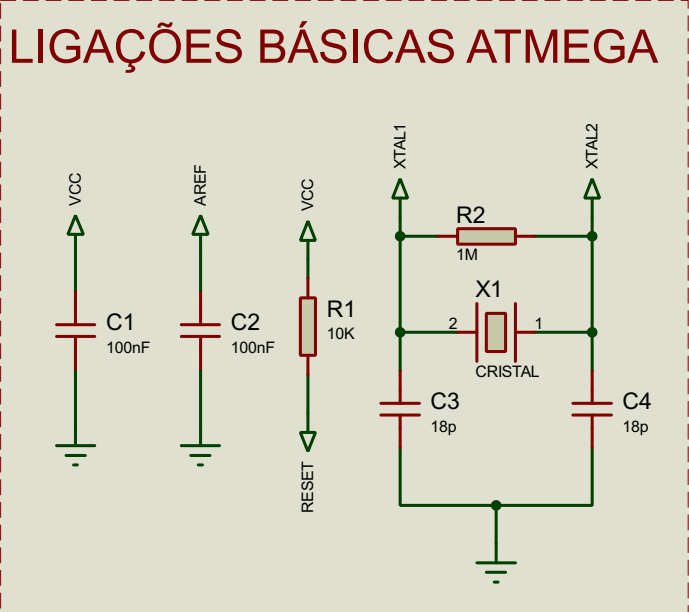 LIGAÇÕES BÁSICAS ATMEGA
VCC
AREF
VCC
XTAL1
XTAL2
R2
1M
X1
2
1
CRISTAL
C1
100nF
C2
100nF
R1
10K
C3
18p
C4
18p
RESET